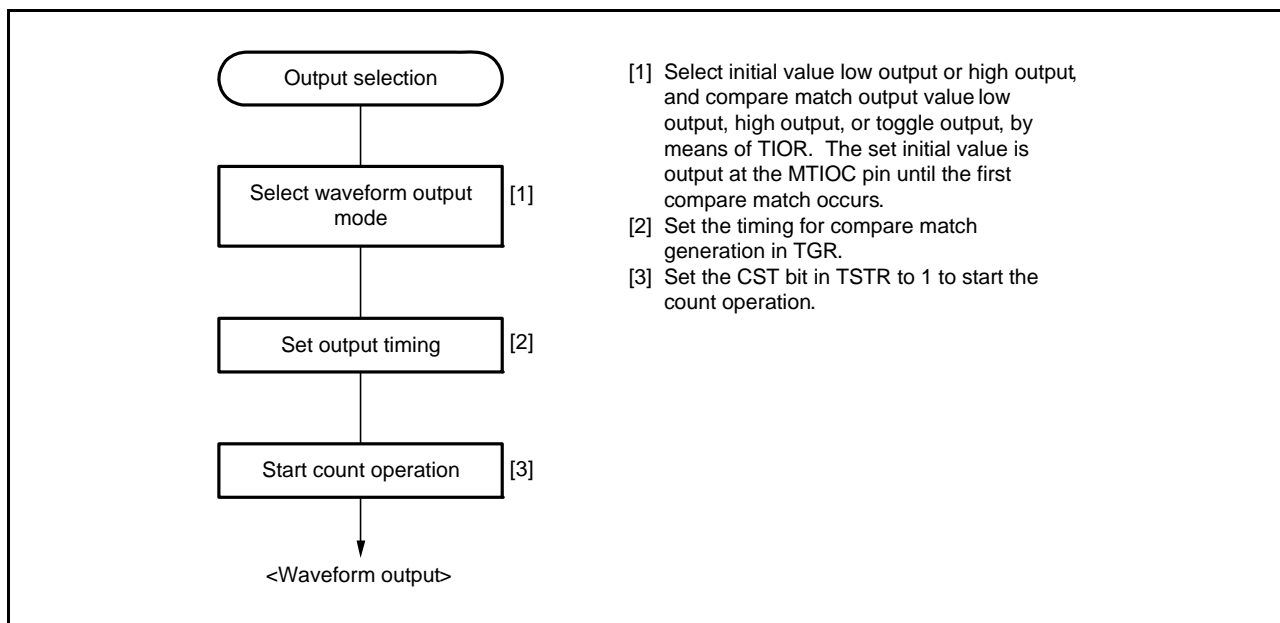 Output selection
Select waveform output
mode
[1]
Set output timing
[2]
Start count operation
[3]
<Waveform output>
[1] Select initial value low output or high output,
and compare match output value low
output, high output, or toggle output, by
means of TIOR. The set initial value is
output at the MTIOC pin until the first
compare match occurs.
[2] Set the timing for compare match
generation in TGR.
[3] Set the CST bit in TSTR to 1 to start the
count operation.